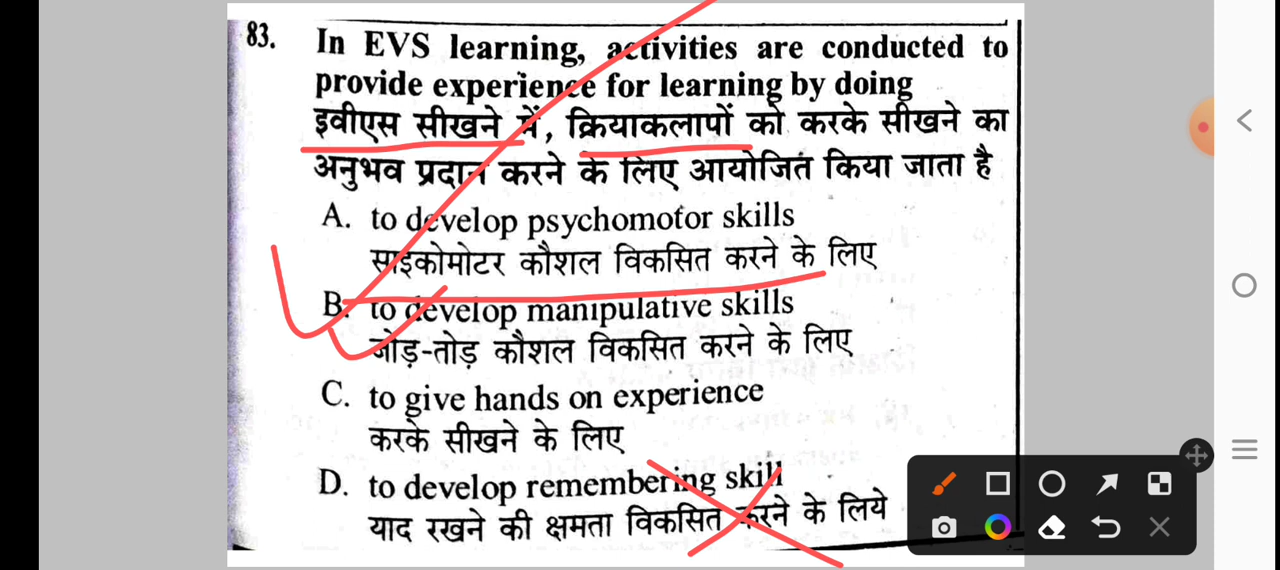 83. In EVS learning, activities are conducted to
provide experience for learning by doing
इवीएस सीखने में, क्रियाकलापों को करके सीखने का
अनुभव प्रदान करने के लिए आयोजित किया जाता है
A. to develop psychomotor skills
साइकोमोटर कौशल विकसित करने के लिए
B. to develop manipulative skills
जोड़-तोड़ कौशल विकसित करने के लिए
C. to give hands on experience
करके सीखने के लिए
D. to develop remembering skill
याद रखने की क्षमता विकसित करने के लिये